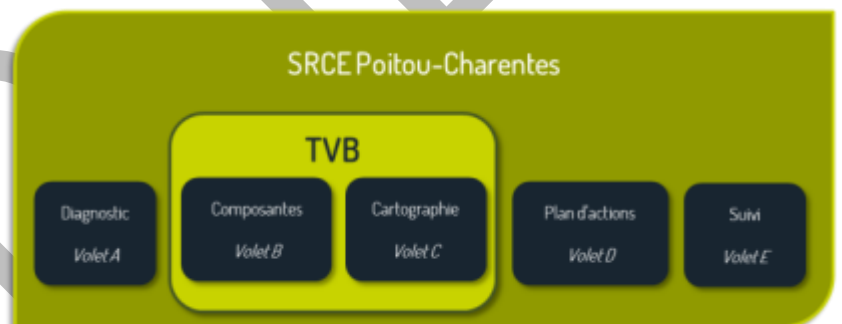 SRCE Poitou-Charentes
TVB
Diagnostic
Volet A
Composantes
Volet B
Cartographie
Volet C
Plan d'actions
Volet D
Suivi
Volet E